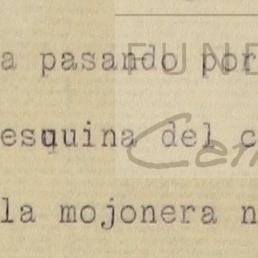 a pasando por
esquina del c
la mojonera n